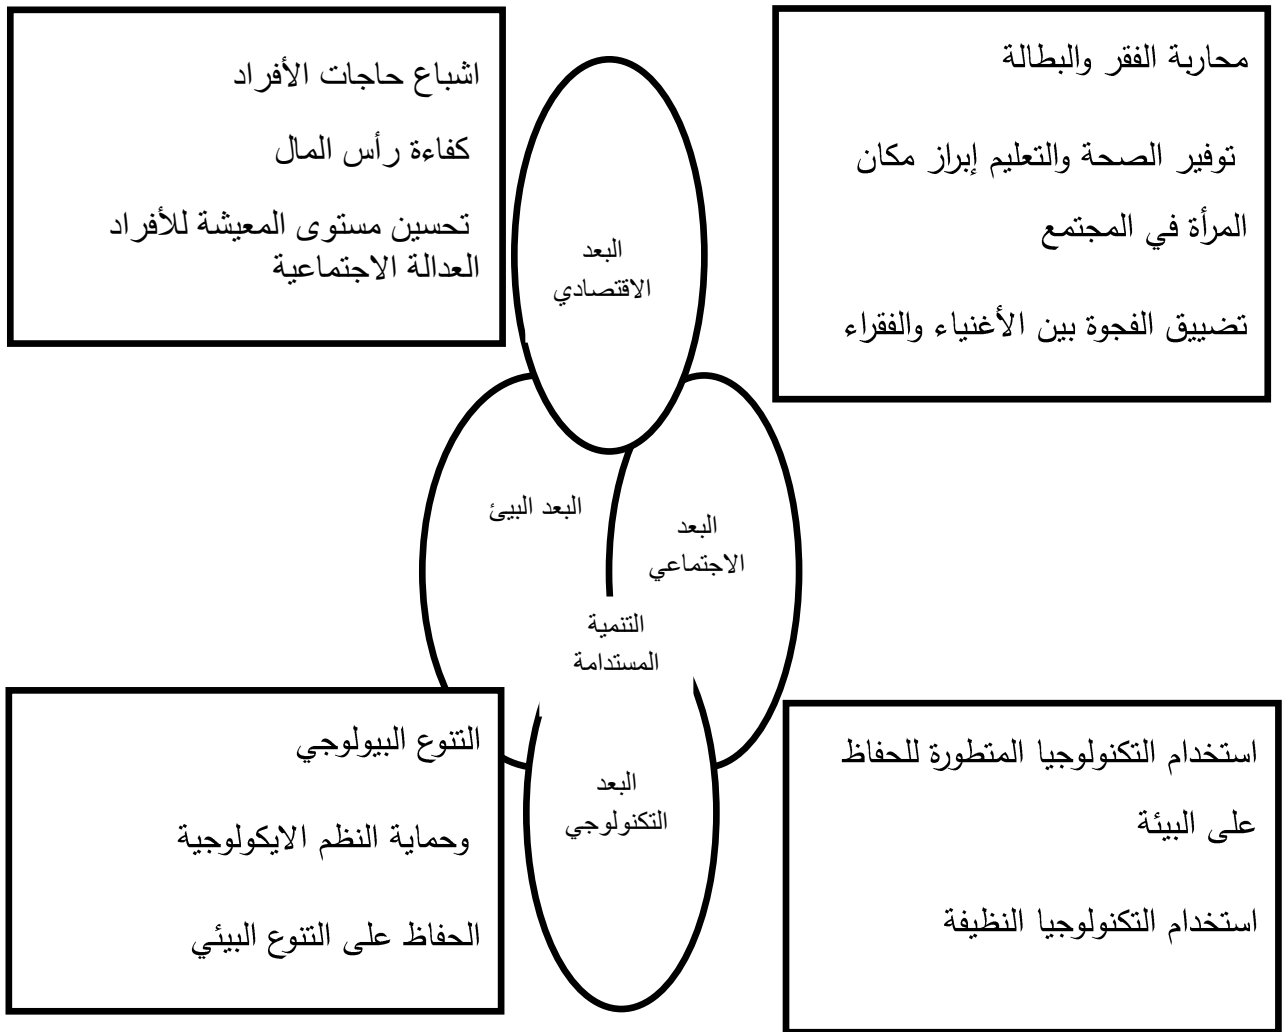 محاربة الفقر والبطالة
توفير الصحة والتعليم إبراز مكان
المرأة في المجتمع
تضييق الفجوة بين الأغنياء والفقراء
اشباع حاجات الأفراد
كفاءة رأس المال
تحسين مستوى المعيشة للأفراد
العدالة الاجتماعية
البعد
الاقتصادي
البعد
الاجتماعي
البعد البيئ
التنمية
المستدامة
البعد
التكنولوجي
استخدام التكنولوجيا المتطورة للحفاظ
على البيئة
استخدام التكنولوجيا النظيفة
التنوع البيولوجي
وحماية النظم الايكولوجية
الحفاظ على التنوع البيئي